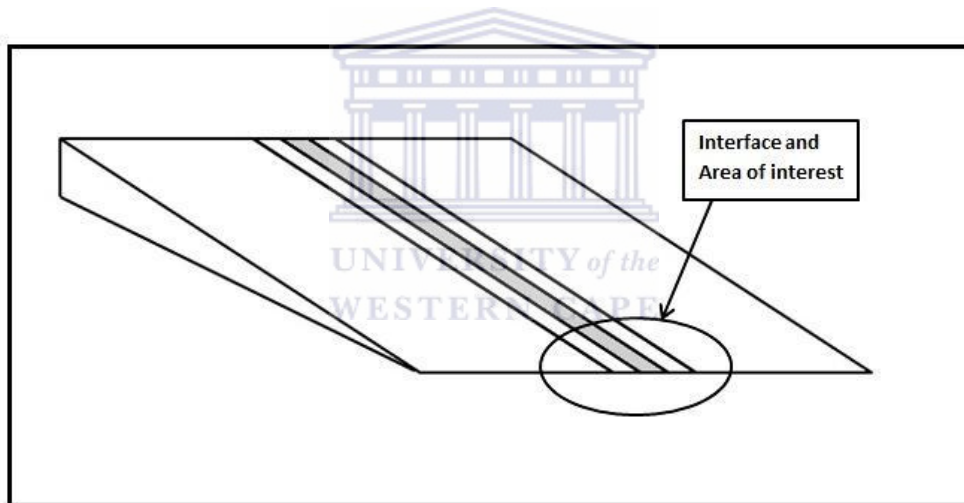 Interface and
Area of interest
UNIVERSITY of the
WESTERN CAPE